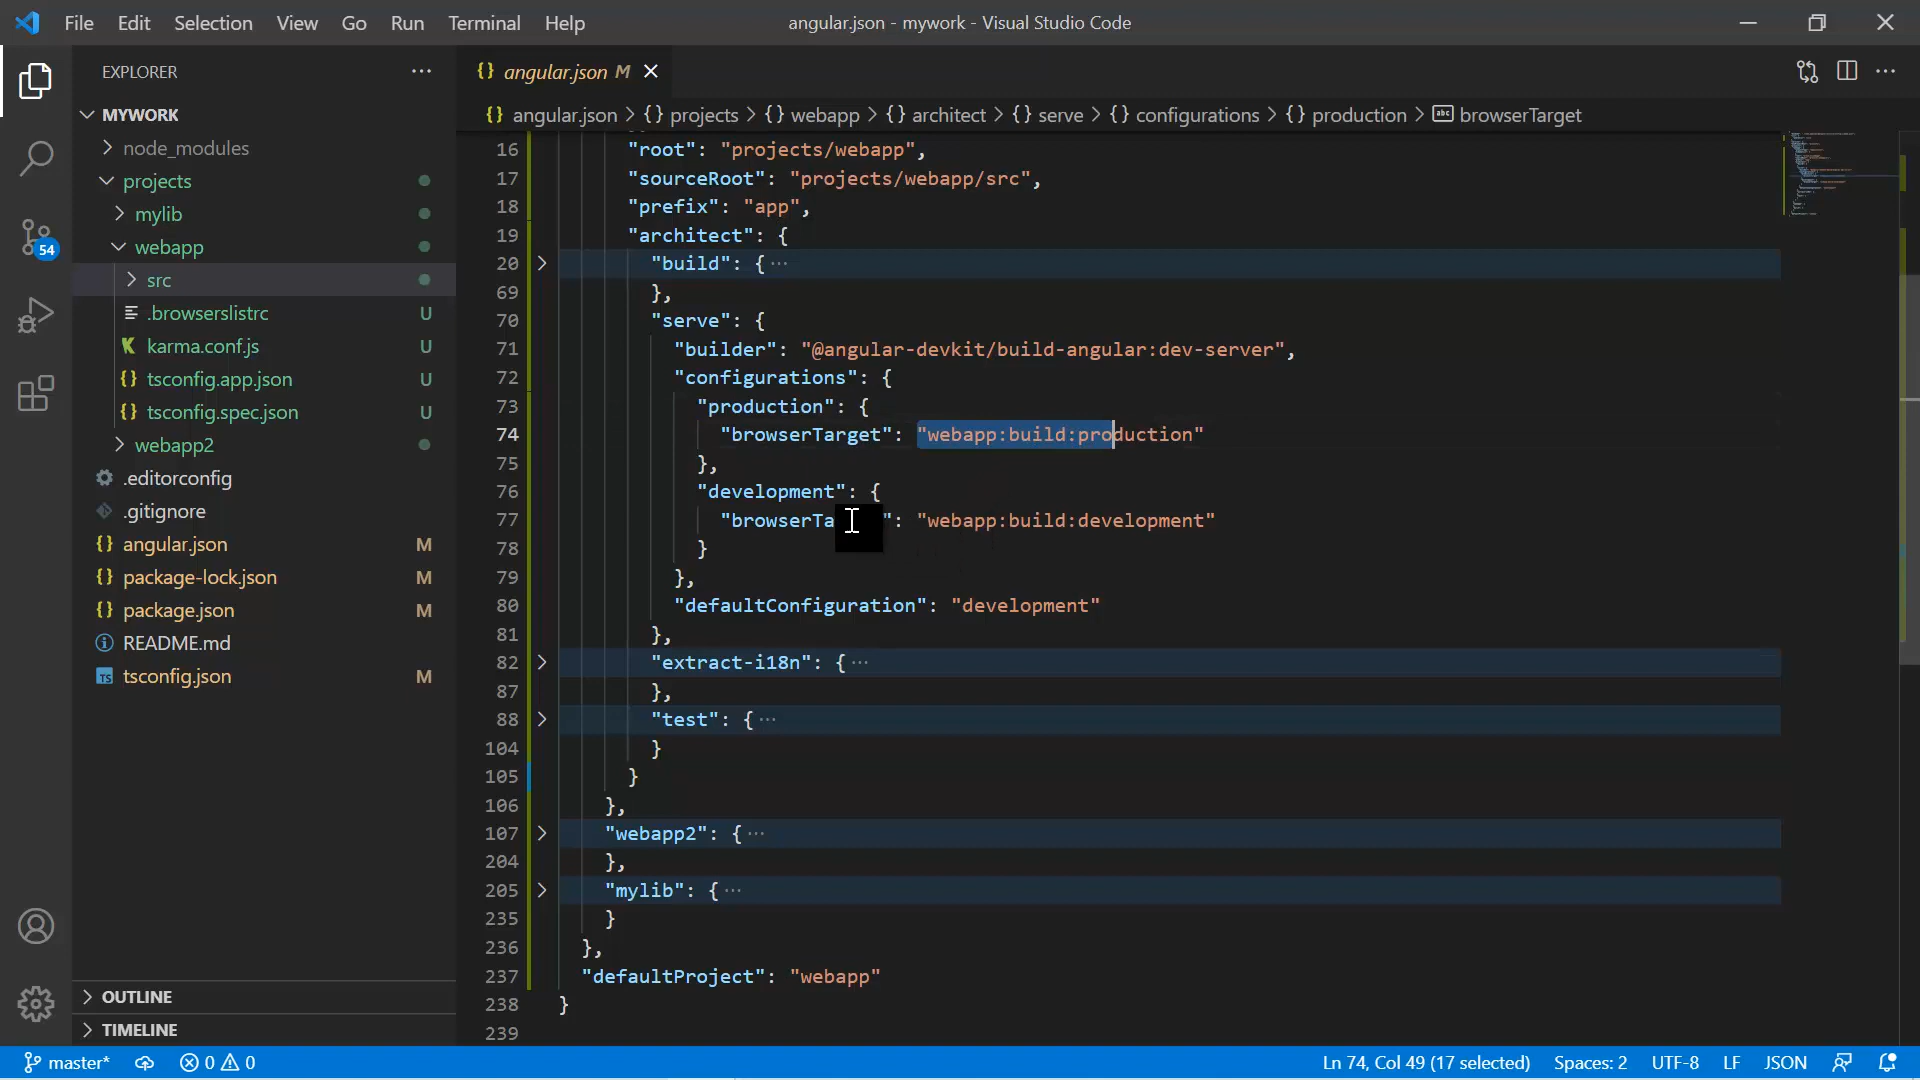 File Edit Selection View Go Run Terminal Help angular.json - mywork - Visual Studio Code
EXPLORER ···
{} angular.json M
{} angular.json > {} projects > {} webapp > {} architect > {} serve > {} configurations > {} production > abc browserTarget
MYWORK
node_modules
projects
mylib
webapp
src
.browserslistrc U
karma.conf.js U
{} tsconfig.app.json U
{} tsconfig.spec.json U
webapp2
.editorconfig
.gitignore
{} angular.json M
{} package-lock.json M
{} package.json M
README.md
TS tsconfig.json M
OUTLINE
TIMELINE
54
16 "root": "projects/webapp",
17 "sourceRoot": "projects/webapp/src",
18 "prefix": "app",
19 "architect": {
20 "build": { ···
69 },
70 "serve": {
71 "builder": "@angular-devkit/build-angular:dev-server",
72 "configurations": {
73 "production": {
74 "browserTarget": "webapp:build:production"
75 },
76 "development": {
77 "browserTa ": "webapp:build:development"
78 }
79 },
80 "defaultConfiguration": "development"
81 },
82 "extract-i18n": { ···
87 },
88 "test": { ···
104 }
105 }
106 },
107 "webapp2": { ···
204 },
205 "mylib": { ···
235 }
236 },
237 "defaultProject": "webapp"
238 }
239
master* 0 0 Ln 74, Col 49 (17 selected) Spaces: 2 UTF-8 LF JSON